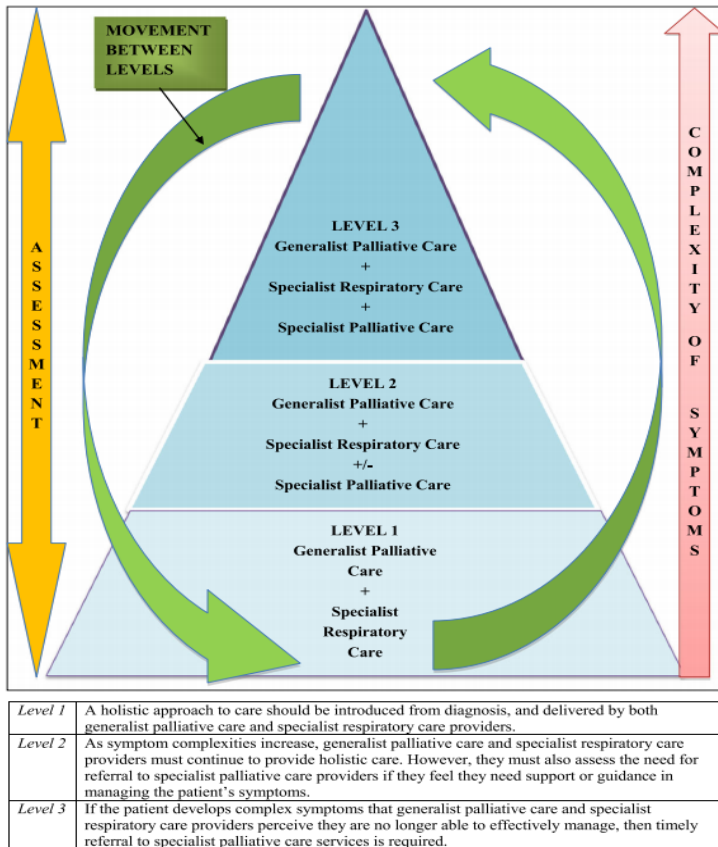 MOVEMENT
BETWEEN
LEVELS
ASSESSMENT
COMPLEXITY OF SYMPTOMS
LEVEL 3
Generalist Palliative Care
+
Specialist Respiratory Care
+
Specialist Palliative Care
LEVEL 2
Generalist Palliative Care
+
Specialist Respiratory Care
+/-
Specialist Palliative Care
LEVEL 1
Generalist Palliative
Care
+
Specialist
Respiratory
Care
Level 1 A holistic approach to care should be introduced from diagnosis, and delivered by both
generalist palliative care and specialist respiratory care providers.
Level 2 As symptom complexities increase, generalist palliative care and specialist respiratory care
providers must continue to provide holistic care. However, they must also assess the need for
referral to specialist palliative care providers if they feel they need support or guidance in
managing the patient's symptoms.
Level 3 If the patient develops complex symptoms that generalist palliative care and specialist
respiratory care providers perceive they are no longer able to effectively manage, then timely
referral to specialist palliative care services is required.